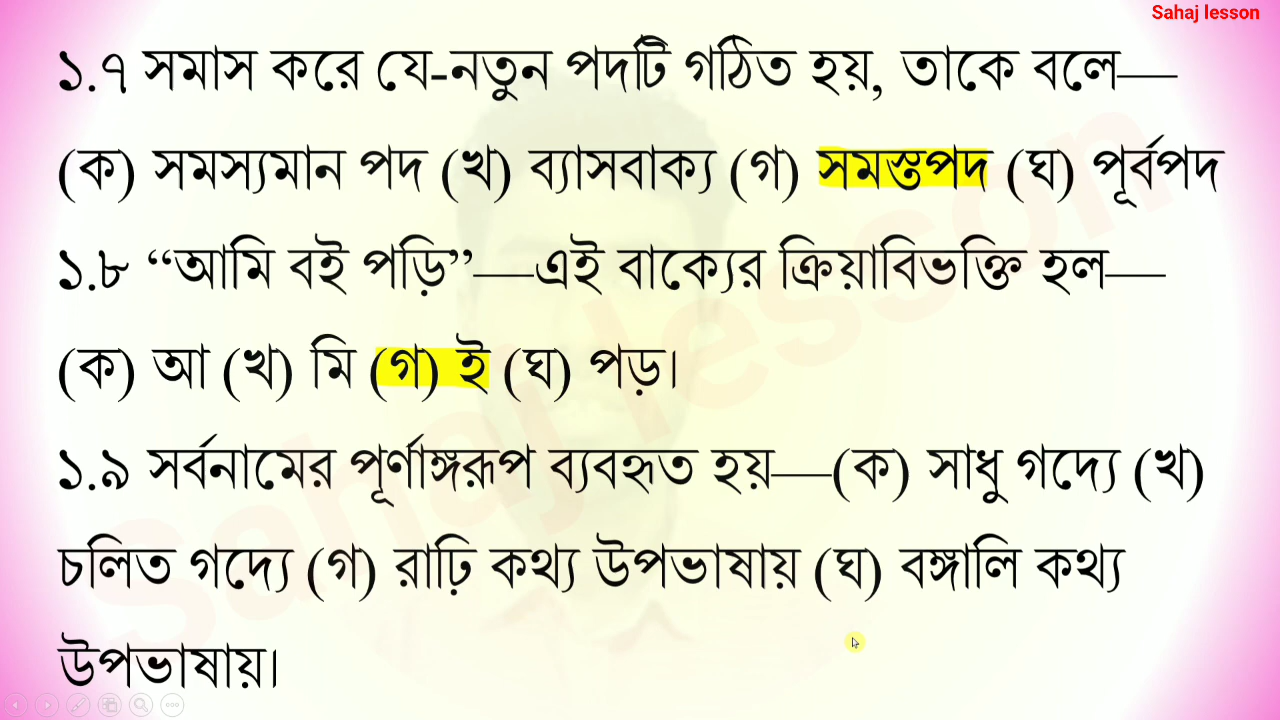 Sahaj lesson
১.৭ সমাস করে যে-নতুন পদটি গঠিত হয়, তাকে বলে—
(ক) সমস্যমান পদ (খ) ব্যাসবাক্য (গ) সমস্তপদ (ঘ) পূর্বপদ
১.৮ “আমি বই পড়ি”—এই বাক্যের ক্রিয়াবিভক্তি হল—
(ক) আ (খ) মি (গ) ই (ঘ) পড়।
১.৯ সর্বনামের পূর্ণাঙ্গরূপ ব্যবহৃত হয়—(ক) সাধু গদ্যে (খ)
চলিত গদ্যে (গ) রাঢ়ি কথ্য উপভাষায় (ঘ) বঙ্গালি কথ্য
উপভাষায়।
Sahaj lesson